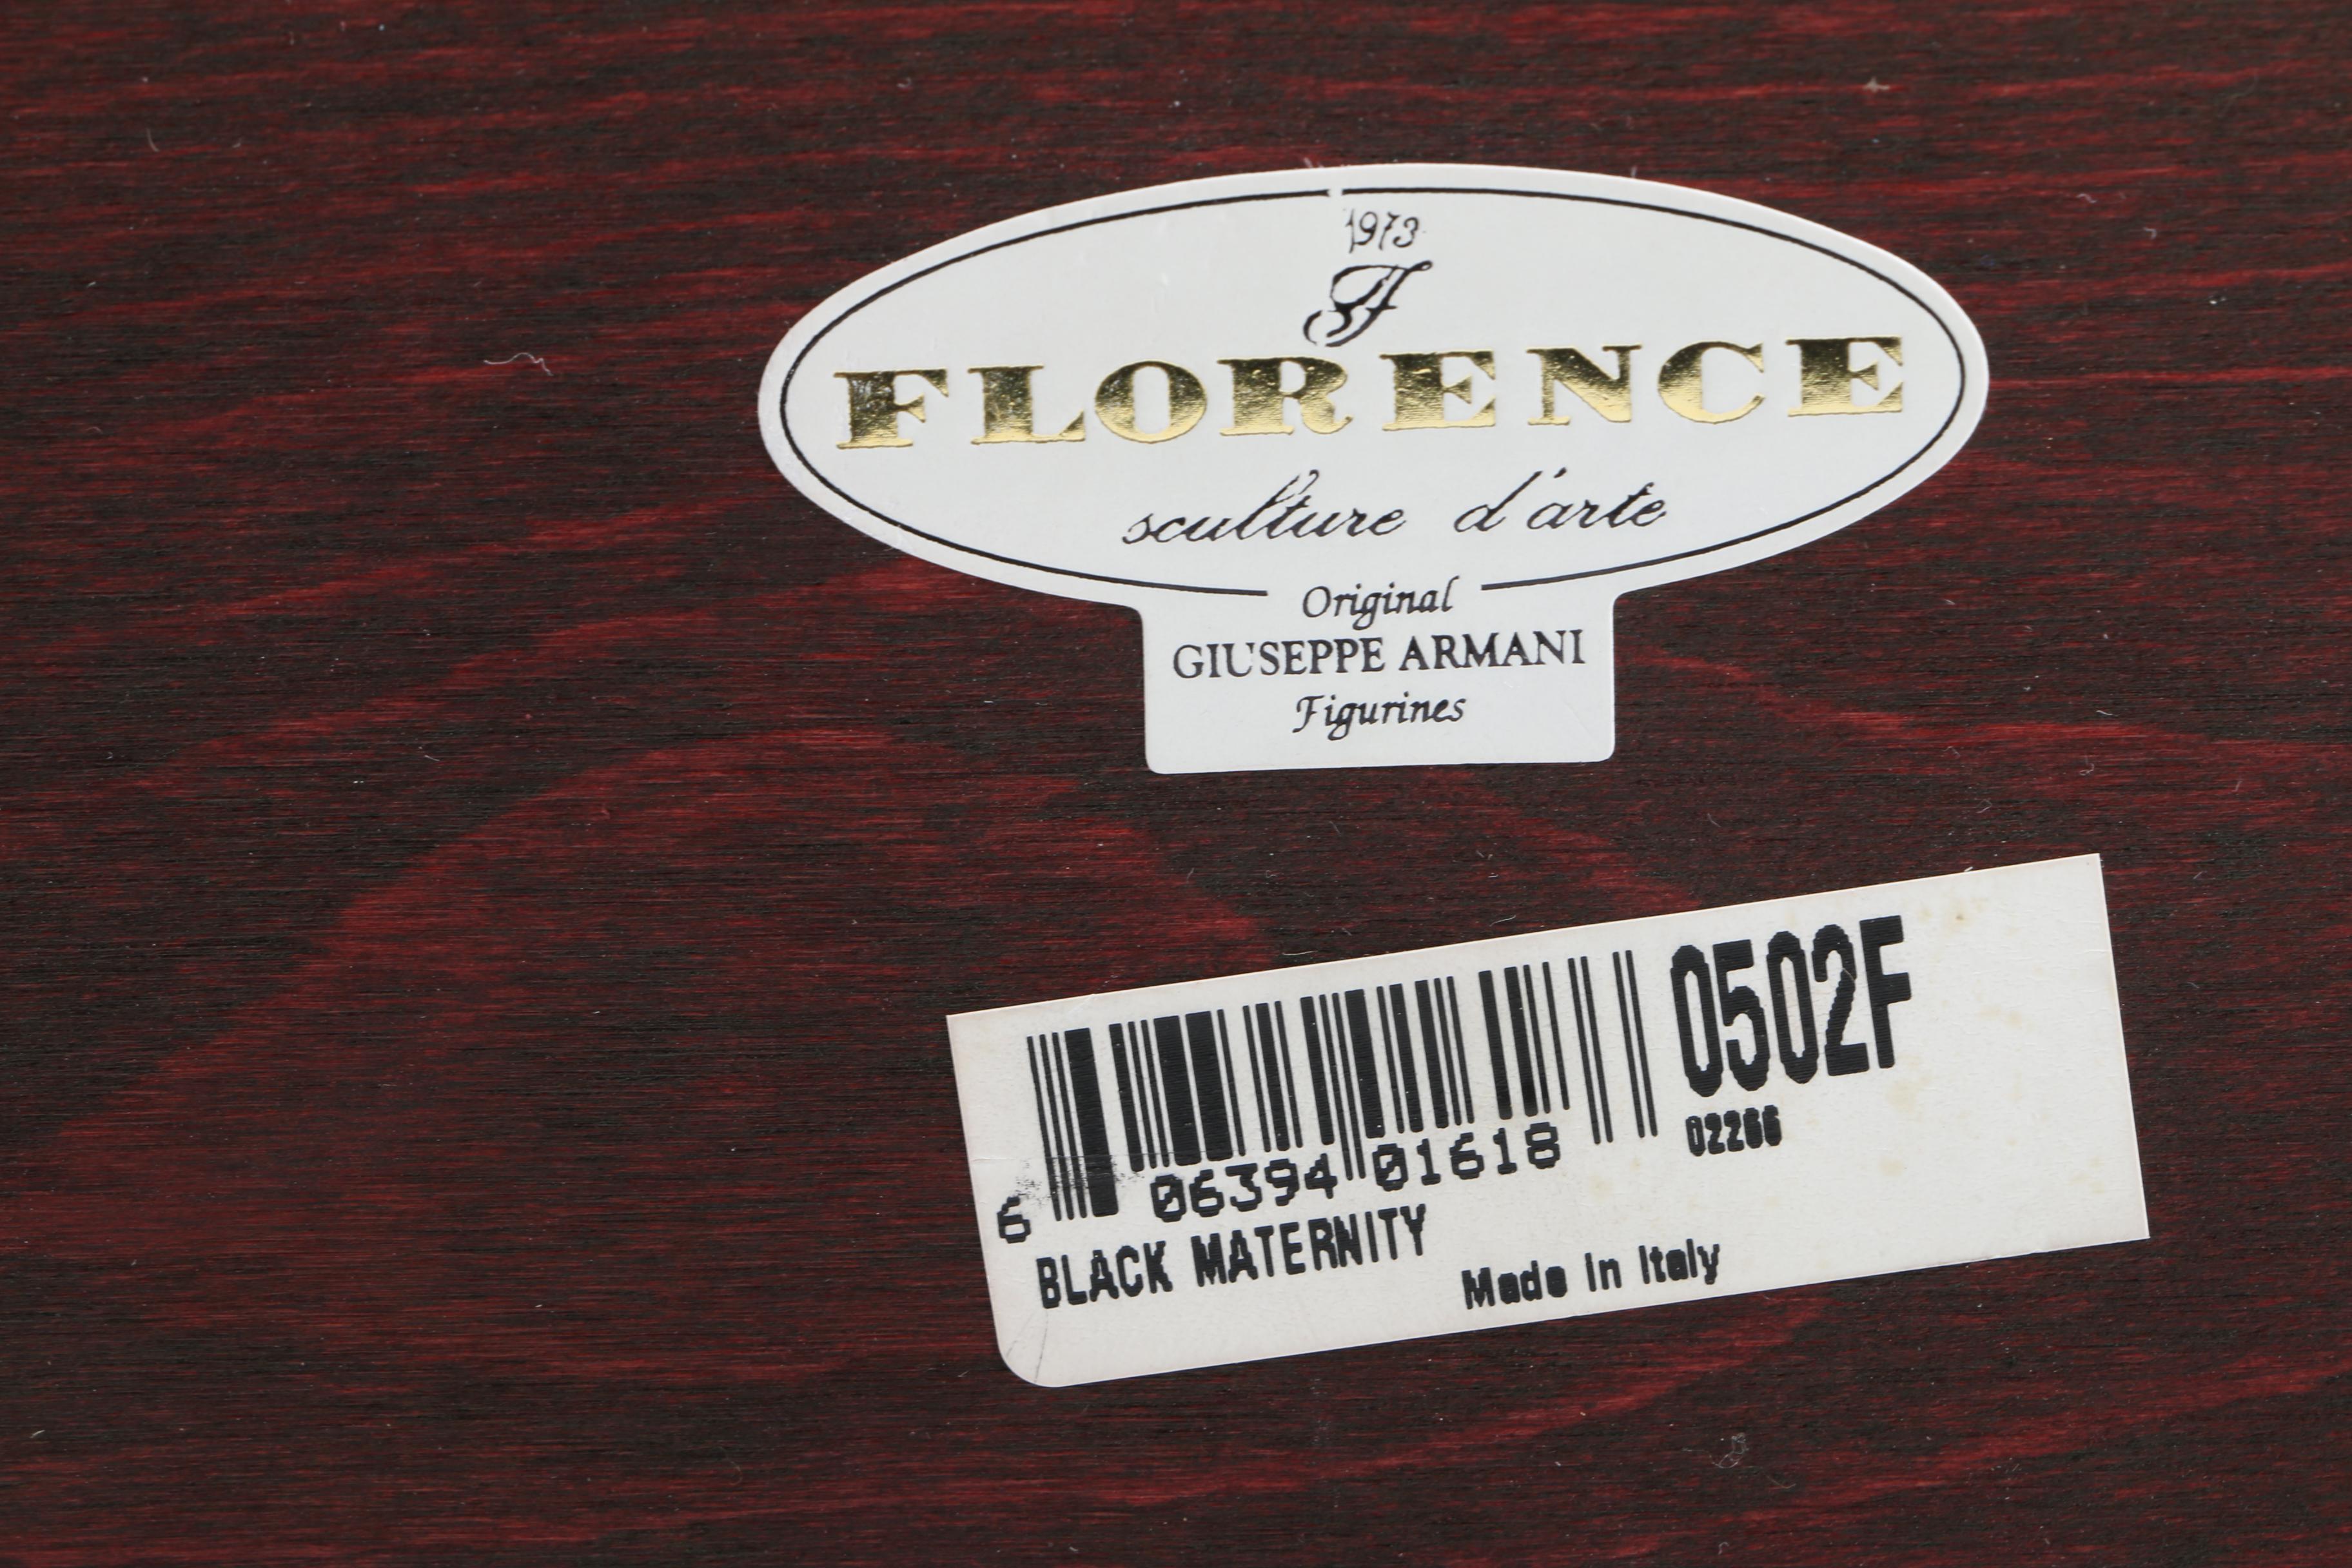 1973
FLORENCE
sculture d'arte
Original
GIUSEPPE ARMANI
Figurines
0502F
02266
6 06394 01618
BLACK MATERNITY
Made in Italy